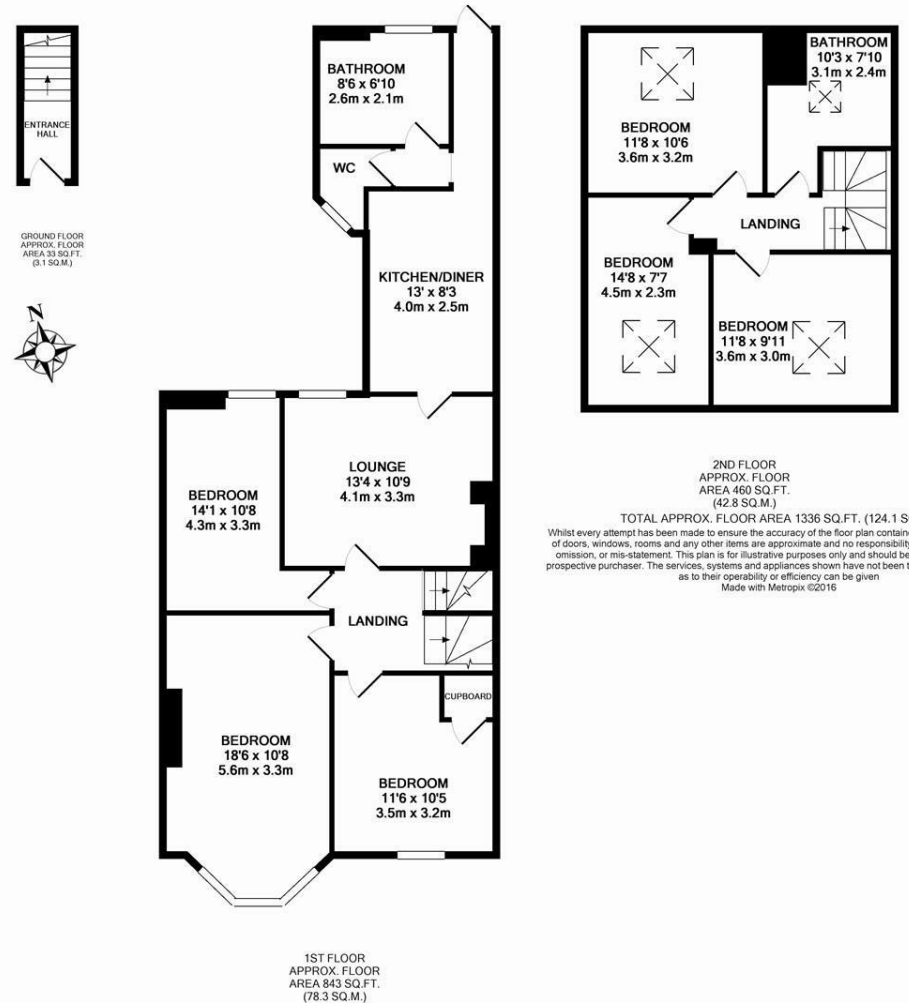 ENTRANCE
HALL
GROUND FLOOR
APPROX. FLOOR
AREA 33 SQ.FT.
(3.1 SQ.M.)
N
BATHROOM
8'6 x 6'10
2.6m x 2.1m
WC
KITCHEN/DINER
13' x 8'3
4.0m x 2.5m
LOUNGE
13'4 x 10'9
4.1m x 3.3m
BEDROOM
14'1 x 10'8
4.3m x 3.3m
LANDING
BEDROOM
18'6 x 10'8
5.6m x 3.3m
CUPBOARD
BEDROOM
11'6 x 10'5
3.5m x 3.2m
1ST FLOOR
APPROX. FLOOR
AREA 843 SQ.FT.
(78.3 SQ.M.)
BATHROOM
10'3 x 7'10
3.1m x 2.4m
BEDROOM
11'8 x 10'6
3.6m x 3.2m
LANDING
BEDROOM
14'8 x 7'7
4.5m x 2.3m
BEDROOM
11'8 x 9'11
3.6m x 3.0m
2ND FLOOR
APPROX. FLOOR
AREA 460 SQ.FT.
(42.8 SQ.M.)
TOTAL APPROX. FLOOR AREA 1336 SQ.FT. (124.1 S
Whilst every attempt has been made to ensure the accuracy of the floor plan contain
of doors, windows, rooms and any other items are approximate and no responsibility
omission, or mis-statement. This plan is for illustrative purposes only and should be
prospective purchaser. The services, systems and appliances shown have not been t
as to their operability or efficiency can be given
Made with Metropix ©2016